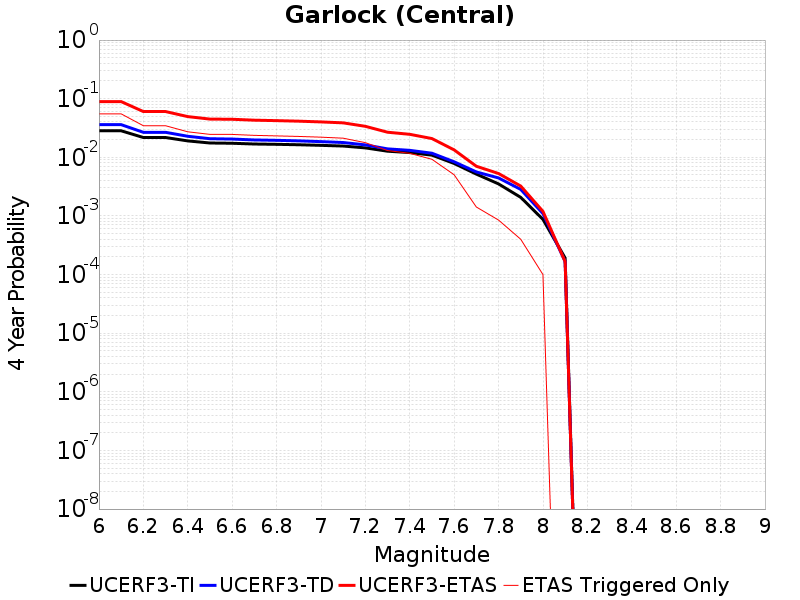 Garlock (Central)
10^0
10^-1
10^-2
10^-3
10^-4
10^-5
10^-6
10^-7
10^-8
4 Year Probability
6 6.2 6.4 6.6 6.8 7 7.2 7.4 7.6 7.8 8 8.2 8.4 8.6 8.8 9
Magnitude
UCERF3-TI UCERF3-TD UCERF3-ETAS ETAS Triggered Only